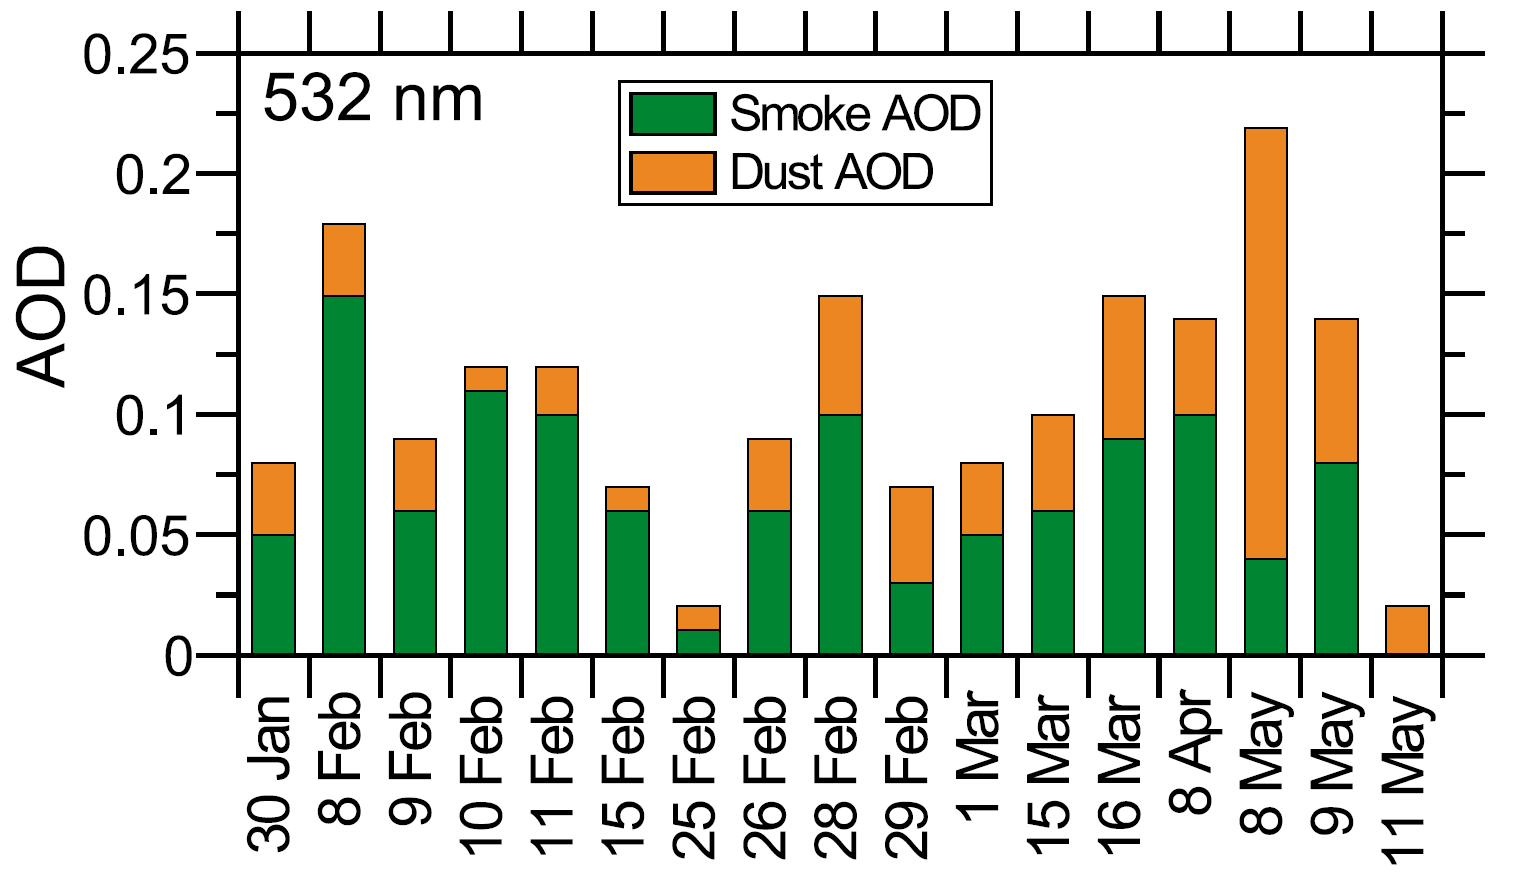 532 nm
Smoke AOD
Dust AOD
AOD
0.25
0.2
0.15
0.1
0.05
0
30 Jan
8 Feb
9 Feb
10 Feb
11 Feb
15 Feb
25 Feb
26 Feb
28 Feb
29 Feb
1 Mar
15 Mar
16 Mar
8 Apr
8 May
9 May
11 May